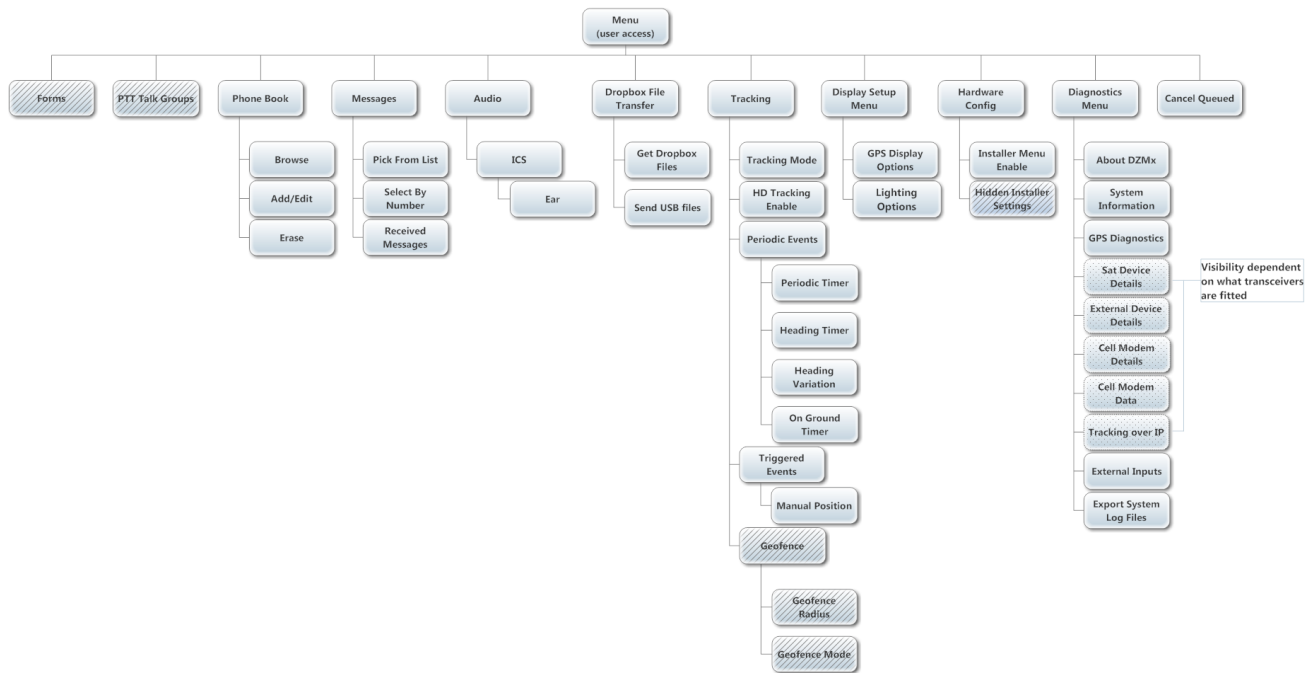 Menu
(user access)
Forms
PTT Talk Groups
Phone Book
Messages
Audio
Dropbox File
Transfer
Tracking
Display Setup
Menu
Hardware
Config
Diagnostics
Menu
Cancel Queued
Browse
Add/Edit
Erase
Pick From List
Select By
Number
Received
Messages
ICS
Ear
Get Dropbox
Files
Send USB files
Tracking Mode
HD Tracking
Enable
Periodic Events
Periodic Timer
Heading Timer
Heading
Variation
On Ground
Timer
Triggered
Events
Manual Position
Geofence
Geofence
Radius
Geofence Mode
GPS Display
Options
Lighting
Options
Installer Menu
Enable
Hidden Installer
Settings
About DZMx
System
Information
GPS Diagnostics
Sat Device
Details
External Device
Details
Cell Modem
Details
Cell Modem
Data
Tracking over IP
External Inputs
Export System
Log Files
Visibility dependent
on what transceivers
are fitted